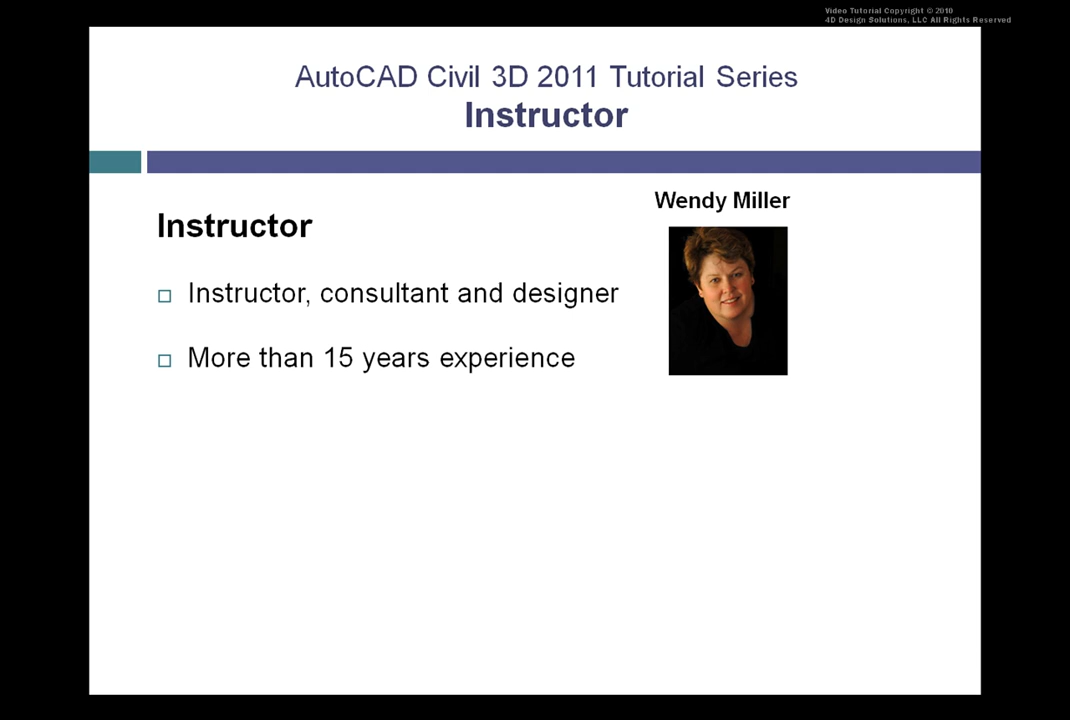 Video Tutorial Copyright © 2010
4D Design Solutions, LLC All Rights Reserved
AutoCAD Civil 3D 2011 Tutorial Series
Instructor
Wendy Miller
Instructor
Instructor, consultant and designer
More than 15 years experience